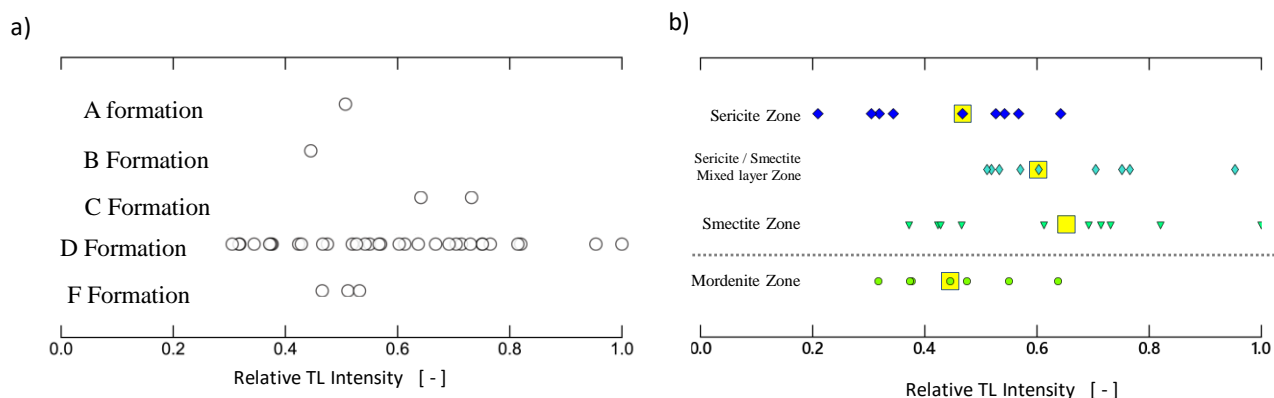 a)
A formation
B Formation
C Formation
D Formation
F Formation
0.0 0.2 0.4 0.6 0.8 1.0
Relative TL Intensity [ - ]
b)
Sericite Zone
Sericite / Smectite
Mixed layer Zone
Smectite Zone
Mordenite Zone
0.0 0.2 0.4 0.6 0.8 1.0
Relative TL Intensity [ - ]